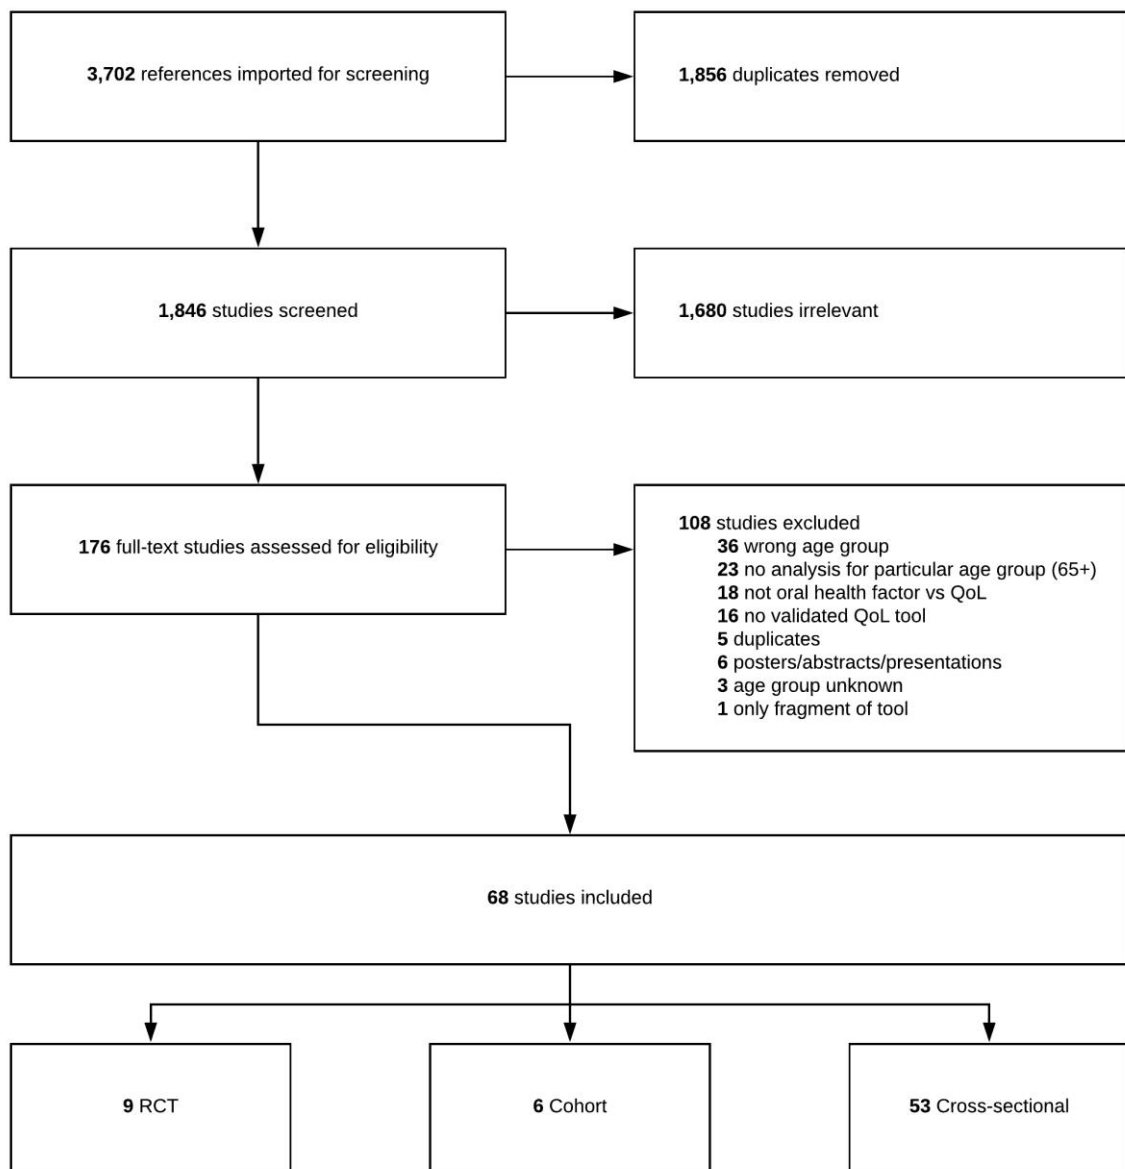 3,702 references imported for screening
1,856 duplicates removed
1,846 studies screened
1,680 studies irrelevant
176 full-text studies assessed for eligibility
108 studies excluded
36 wrong age group
23 no analysis for particular age group (65+)
18 not oral health factor vs QoL
16 no validated QoL tool
5 duplicates
6 posters/abstracts/presentations
3 age group unknown
1 only fragment of tool
68 studies included
9 RCT
6 Cohort
53 Cross-sectional